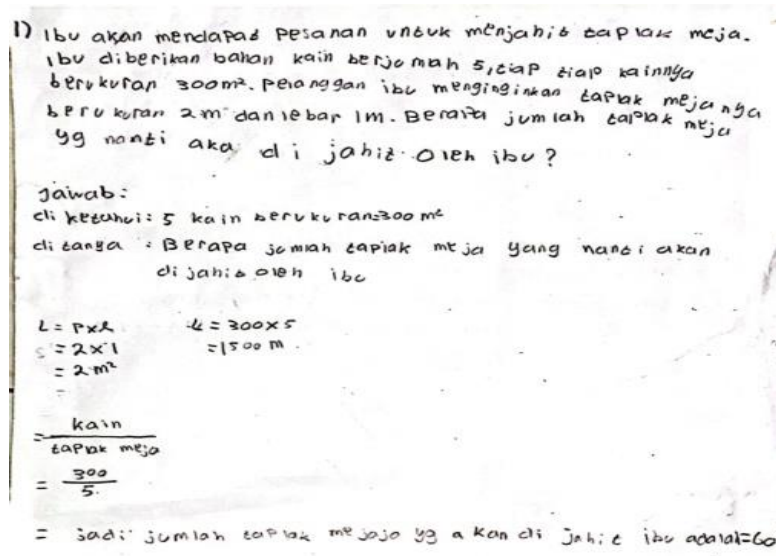 1) Ibu akan mendapat pesanan untuk menjahit taplak meja.
ibu diberikan bahan kain berjumlah 5, tiap tiap kainnya
berukuran 300m². pelanggan ibu menginginkan taplak mejanya
berukuran 2m dan lebar 1m. Berapa jumlah taplak meja
yg nanti aka di jahit oleh ibu?
Jawab:
di ketahui: 5 kain berukuran=300 m²
di tanya : Berapa jumlah taplak meja yang nanti akan
di jahit oleh ibu
L = P x l
= 2 x 1
= 2 m²
= 300 x 5
= 1500 m
= kain / taplak meja
= 300 / 5
= jadi jumlah taplak mejajo yg akan di jahit ibu adalah=60